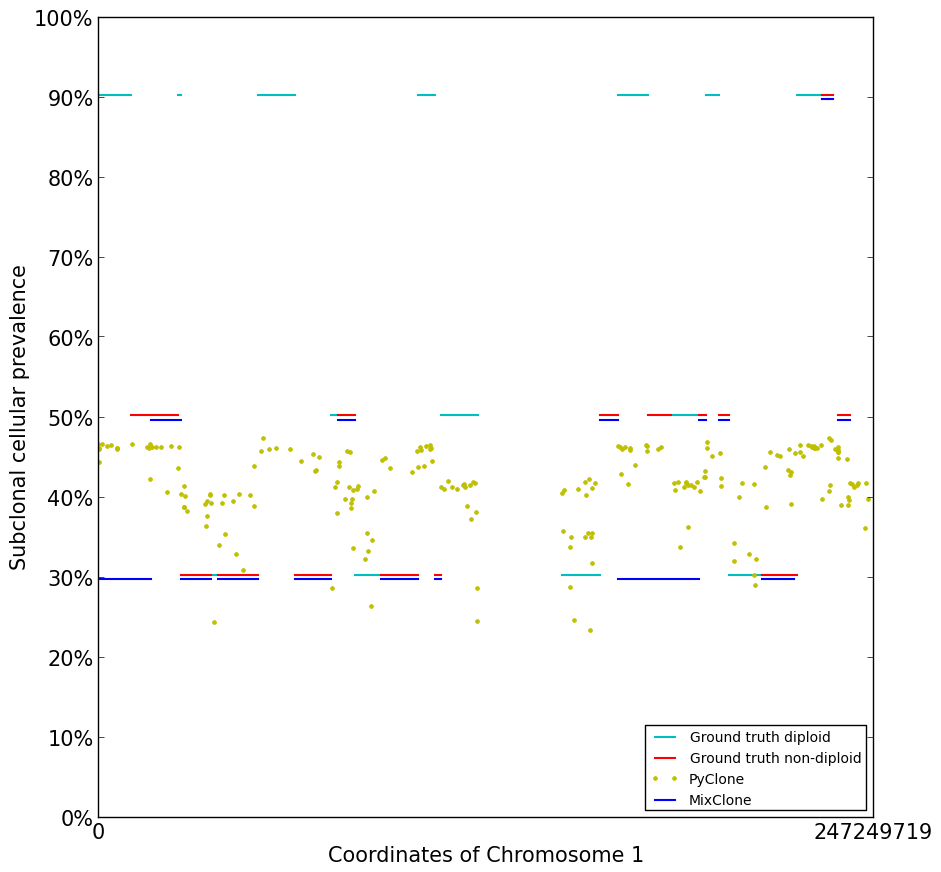 100%
90%
80%
70%
60%
50%
40%
30%
20%
10%
0%
Subclonal cellular prevalence
Ground truth diploid
Ground truth non-diploid
PyClone
MixClone
0
247249719
Coordinates of Chromosome 1